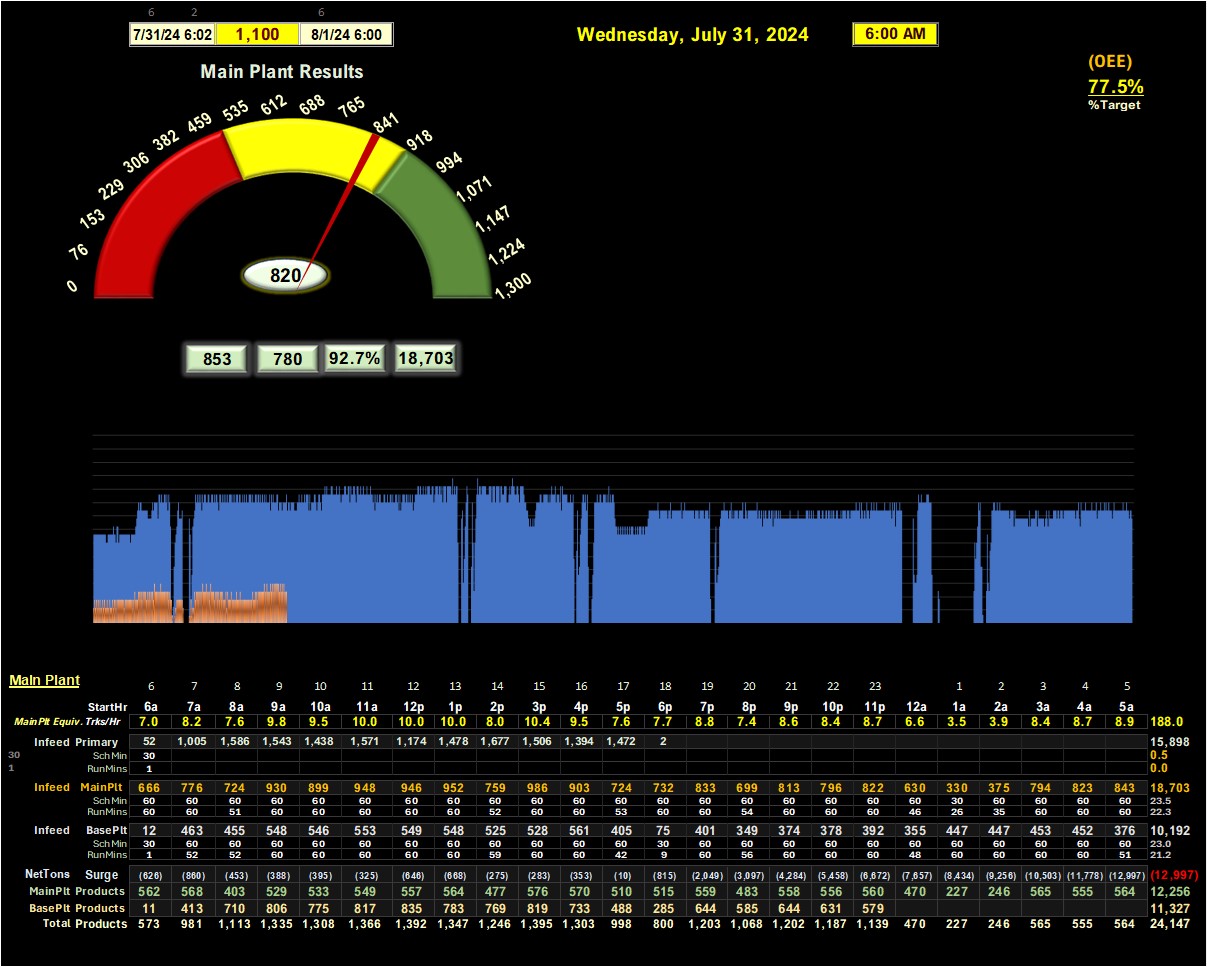 6 2 6
7/31/24 6:02 1,100 8/1/24 6:00 Wednesday, July 31, 2024 6:00 AM
(OEE)
77.5%
%Target
Main Plant Results
0 76 153 229 306 382 459 535 612 688 765 841 918 994 1,071 1,147 1,224 1,300
820
853 780 92.7% 18,703
Main Plant
6 7 8 9 10 11 12 13 14 15 16 17 18 19 20 21 22 23 1 2 3 4 5
StartHr 6a 7a 8a 9a 10a 11a 12p 1p 2p 3p 4p 5p 6p 7p 8p 9p 10p 11p 12a 1a 2a 3a 4a 5a
MainPlt Equiv. Trks/Hr 7.0 8.2 7.6 9.8 9.5 10.0 10.0 10.0 8.0 10.4 9.5 7.6 7.7 8.8 7.4 8.6 8.4 8.7 6.6 3.5 3.9 8.4 8.7 8.9 188.0
Infeed Primary 52 1,005 1,586 1,543 1,438 1,571 1,174 1,478 1,677 1,506 1,394 1,472 2 15,898
30 Sch Min 30 0.5
1 RunMins 1 0.0
Infeed MainPlt 666 776 724 930 899 948 946 952 759 986 903 724 732 833 699 813 796 822 630 330 375 794 823 843 18,703
Sch Min 60 60 60 60 60 60 60 60 60 60 60 60 60 60 60 60 60 60 60 30 60 60 60 60 23.5
RunMins 60 60 51 60 60 60 60 60 52 60 60 53 60 60 54 60 60 60 46 26 35 60 60 60 22.3
Infeed BasePlt 12 463 455 548 546 553 549 548 525 528 561 405 75 401 349 374 378 392 355 447 447 453 452 376 10,192
Sch Min 30 60 60 60 60 60 60 60 60 60 60 60 30 60 60 60 60 60 60 60 60 60 60 60 23.0
RunMins 1 52 52 60 60 60 60 60 59 60 60 42 9 60 56 60 60 60 48 60 60 60 60 51 21.2
NetTons Surge (626) (860) (453) (388) (395) (325) (646) (668) (275) (283) (353) (10) (815) (2,049) (3,097) (4,284) (5,458) (6,672) (7,657) (8,434) (9,256) (10,503) (11,778) (12,997) (12,997)
MainPlt Products 562 568 403 529 533 549 557 564 477 576 570 510 515 559 483 558 556 560 470 227 246 565 555 564 12,256
BasePlt Products 11 413 710 806 775 817 835 783 769 819 733 488 285 644 585 644 631 579 11,327
Total Products 573 981 1,113 1,335 1,308 1,366 1,392 1,347 1,246 1,395 1,303 998 800 1,203 1,068 1,202 1,187 1,139 470 227 246 565 555 564 24,147